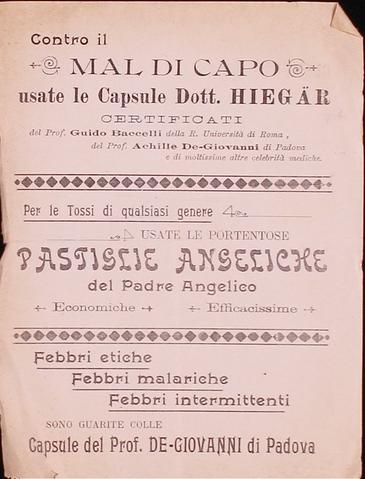 Contro il
MAL DI CAPO
usate le Capsule Dott. HIEGÄR
CERTIFICATI
del Prof. Guido Baccelli della R. Università di Roma,
del Prof. Achille De-Giovanni di Padova
e di moltissime altre celebrità mediche.
Per le Tossi di qualsiasi genere
USATE LE PORTENTOSE
PASTIGLIE ANGELICHE
del Padre Angelico
Economiche
Efficacissime
Febbri etiche
Febbri malariche
Febbri intermittenti
SONO GUARITE COLLE
Capsule del Prof. DE-GIOVANNI di Padova